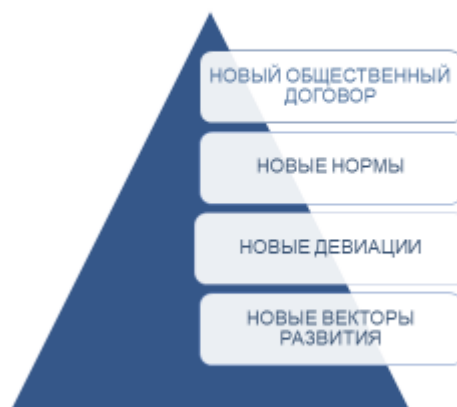 НОВЫЙ ОБЩЕСТВЕННЫЙ
ДОГОВОР
НОВЫЕ НОРМЫ
НОВЫЕ ДЕВИАЦИИ
НОВЫЕ ВЕКТОРЫ
РАЗВИТИЯ